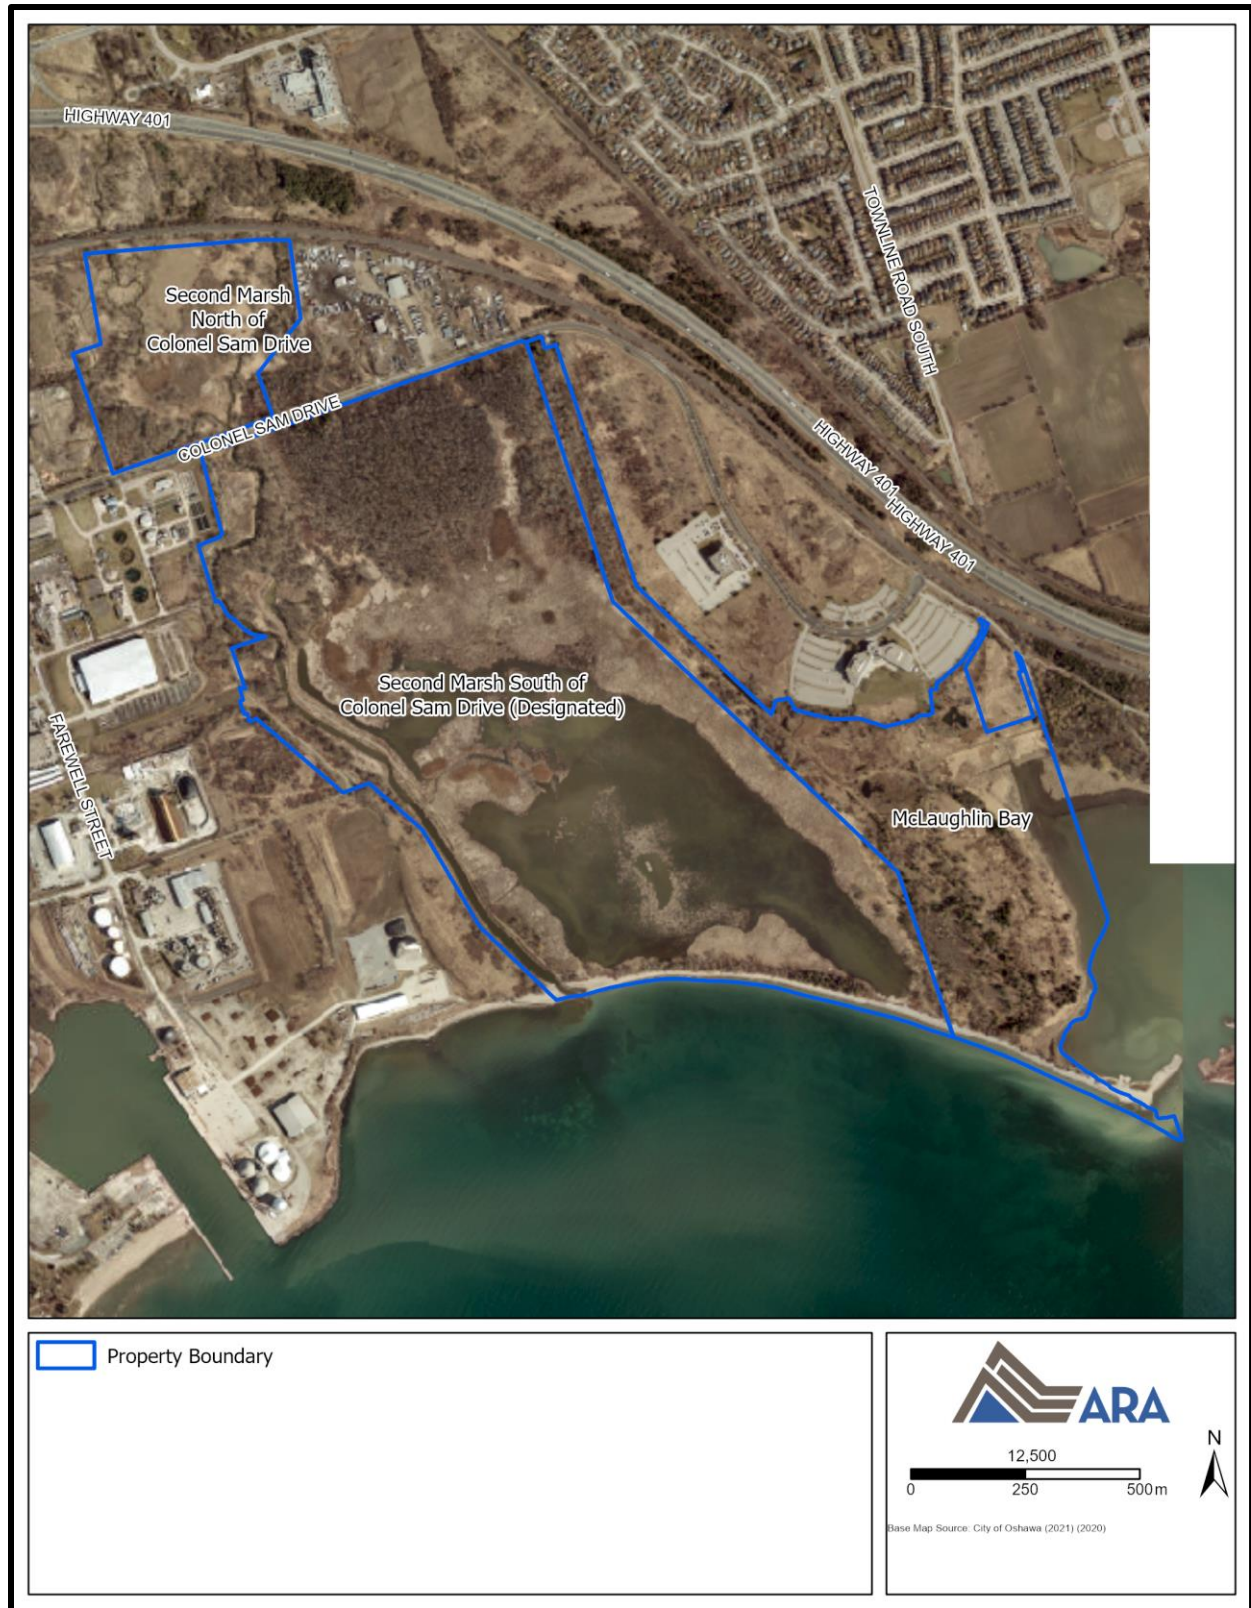 HIGHWAY 401
TOWNLINE ROAD SOUTH
Second Marsh
North of
Colonel Sam Drive
COLONEL SAM DRIVE
HIGHWAY 401
HIGHWAY 401
Second Marsh South of
Colonel Sam Drive (Designated)
FAREWELL STREET
McLaughlin Bay
Property Boundary
ARA
12,500
0 250 500 m
N
Base Map Source: City of Oshawa (2021) (2020)